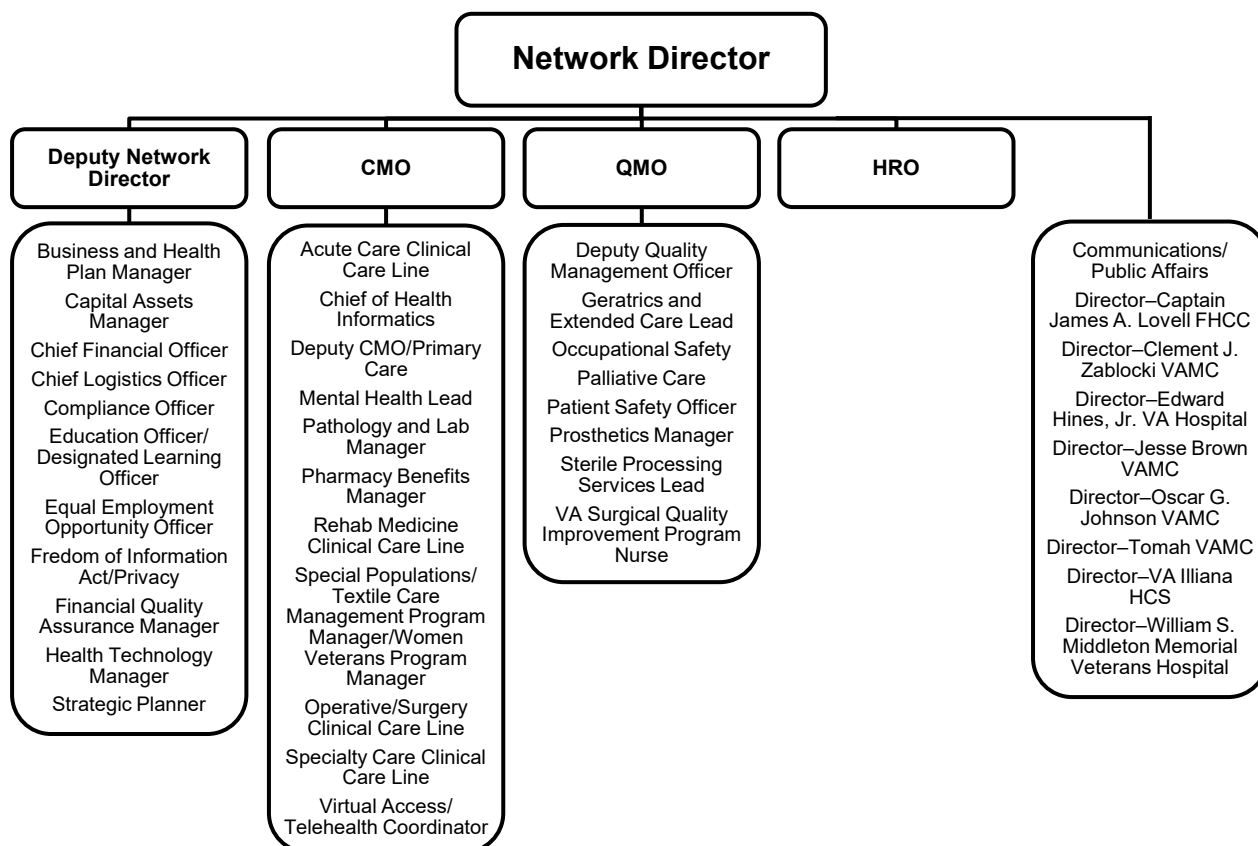 Network Director
Deputy Network
Director
CMO
QMO
HRO
Business and Health
Plan Manager
Capital Assets
Manager
Chief Financial Officer
Chief Logistics Officer
Compliance Officer
Education Officer/
Designated Learning
Officer
Equal Employment
Opportunity Officer
Fredom of Information
Act/Privacy
Financial Quality
Assurance Manager
Health Technology
Manager
Strategic Planner
Acute Care Clinical
Care Line
Chief of Health
Informatics
Deputy CMO/Primary
Care
Mental Health Lead
Pathology and Lab
Manager
Pharmacy Benefits
Manager
Rehab Medicine
Clinical Care Line
Special Populations/
Textile Care
Management Program
Manager/Women
Veterans Program
Manager
Operative/Surgery
Clinical Care Line
Specialty Care Clinical
Care Line
Virtual Access/
Telehealth Coordinator
Deputy Quality
Management Officer
Geratrics and
Extended Care Lead
Occupational Safety
Palliative Care
Patient Safety Officer
Prosthetics Manager
Sterile Processing
Services Lead
VA Surgical Quality
Improvement Program
Nurse
Communications/
Public Affairs
Director–Captain
James A. Lovell FHCC
Director–Clement J.
Zablocki VAMC
Director–Edward
Hines, Jr. VA Hospital
Director–Jesse Brown
VAMC
Director–Oscar G.
Johnson VAMC
Director–Tomah VAMC
Director–VA Illiana
HCS
Director–William S.
Middleton Memorial
Veterans Hospital